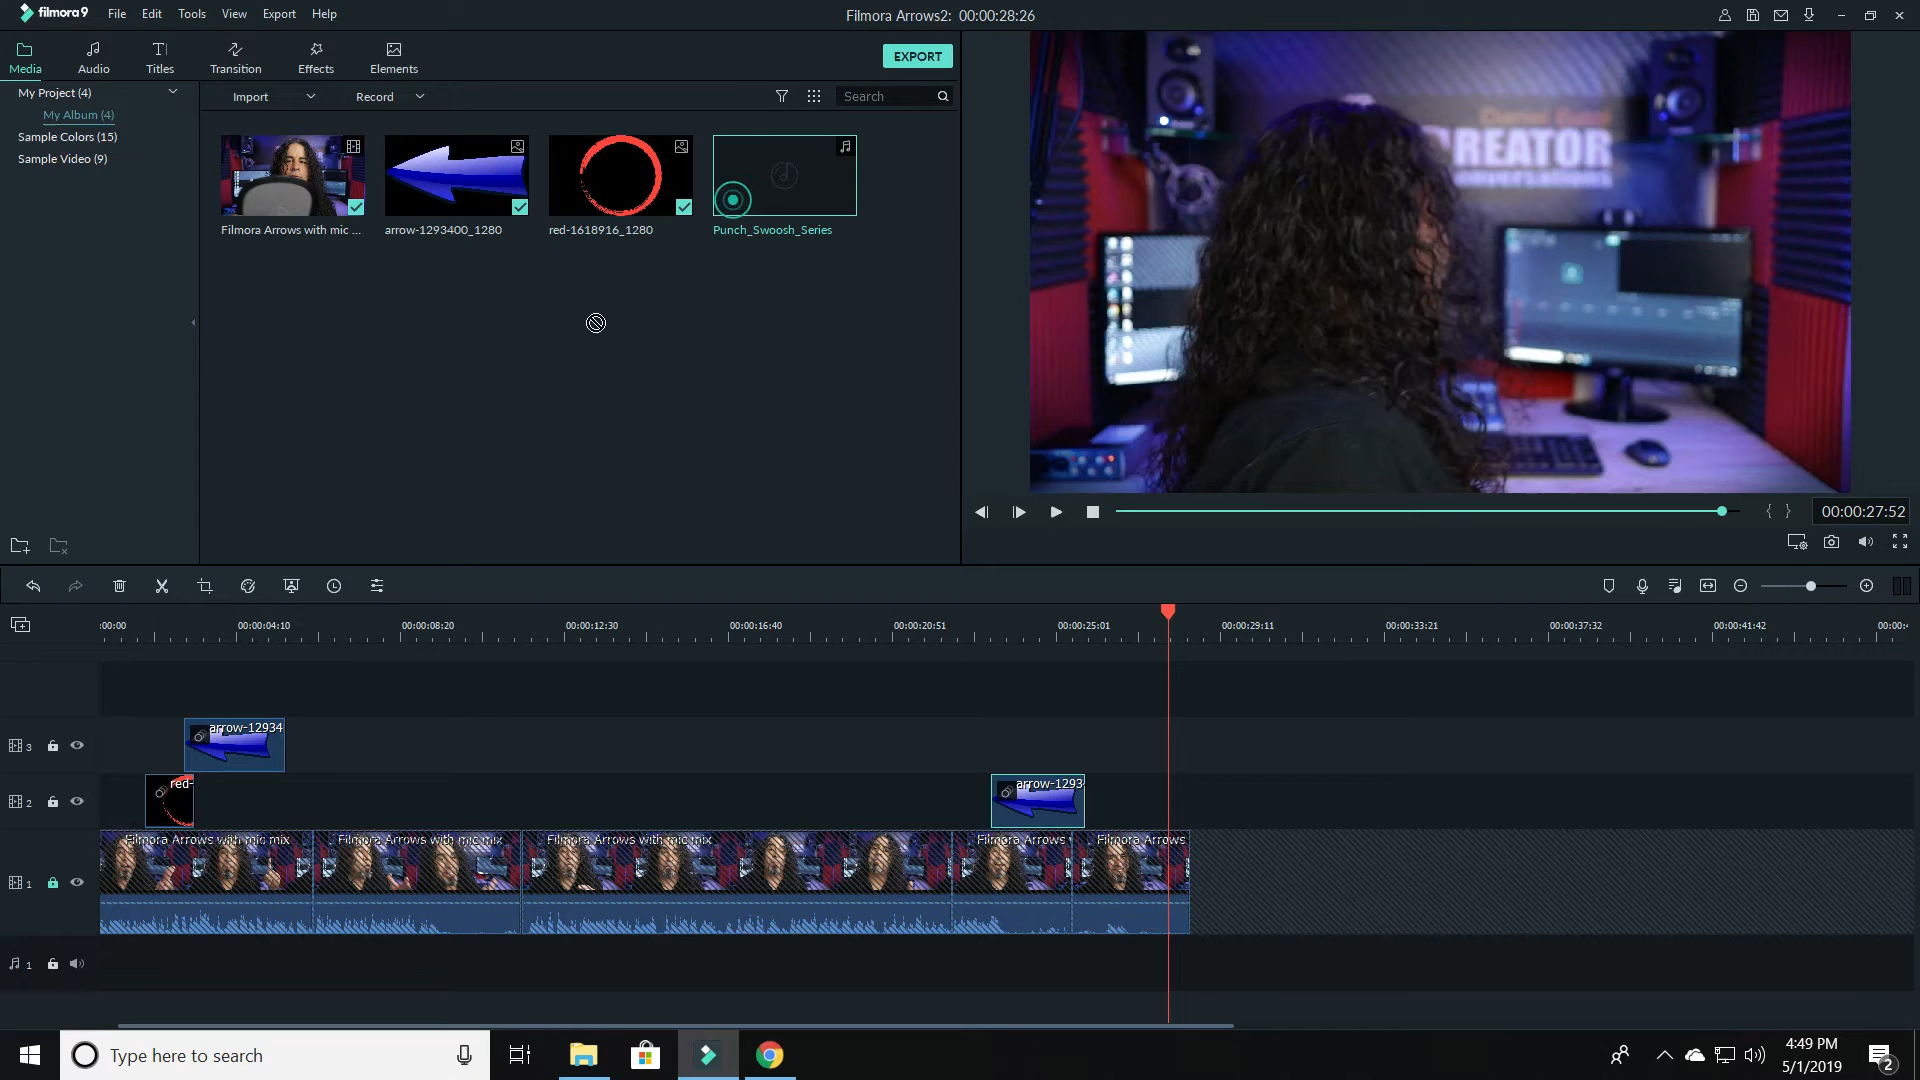 filmora9 File Edit Tools View Export Help
Filmora Arrows2: 00:00:28:26
Media Audio Titles Transition Effects Elements
EXPORT
My Project (4)
My Album (4)
Sample Colors (15)
Sample Video (9)
Import Record Search
Filmora Arrows with mic ... arrow-1293400_1280 red-1618916_1280 Punch_Swoosh_Series
CREATOR
00:00:27:52
:00:00 00:00:04:10 00:00:08:20 00:00:12:30 00:00:16:40 00:00:20:51 00:00:25:01 00:00:29:11 00:00:33:21 00:00:37:32 00:00:41:42
3 arrow-12934
2 red- arrow-1293
Filmora Arrows with mic mix Filmora Arrows with mic mix Filmora Arrows with mic mix Filmora Arrows Filmora Arrows
1
1
Type here to search
4:49 PM
5/1/2019
2